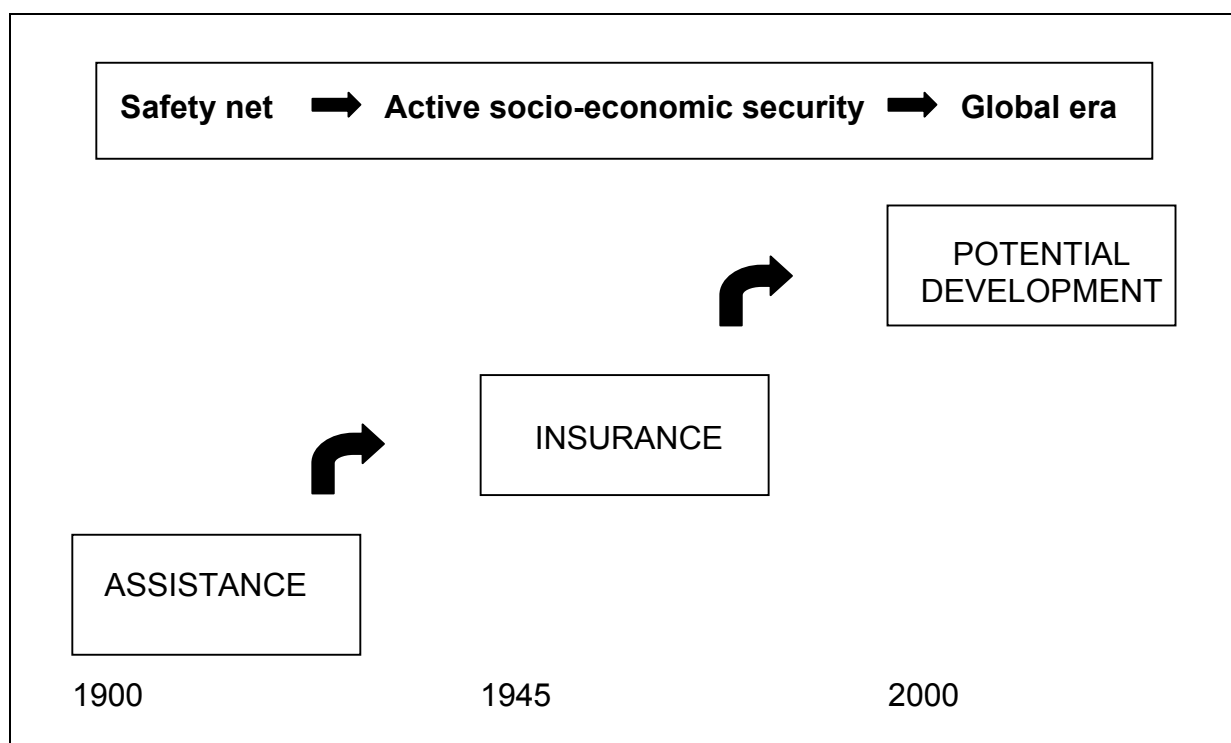 Safety net Active socio-economic security Global era
POTENTIAL
DEVELOPMENT
INSURANCE
ASSISTANCE
1900 1945 2000